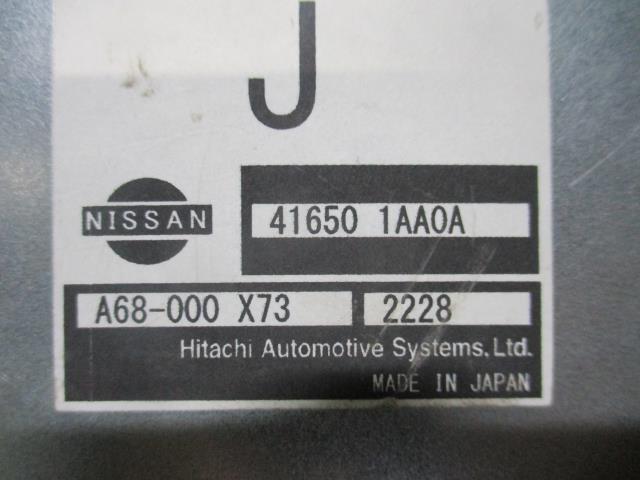 J
NISSAN
41650 1AA0A
A68-000 X73 2228
Hitachi Automotive Systems.Ltd.
MADE IN JAPAN